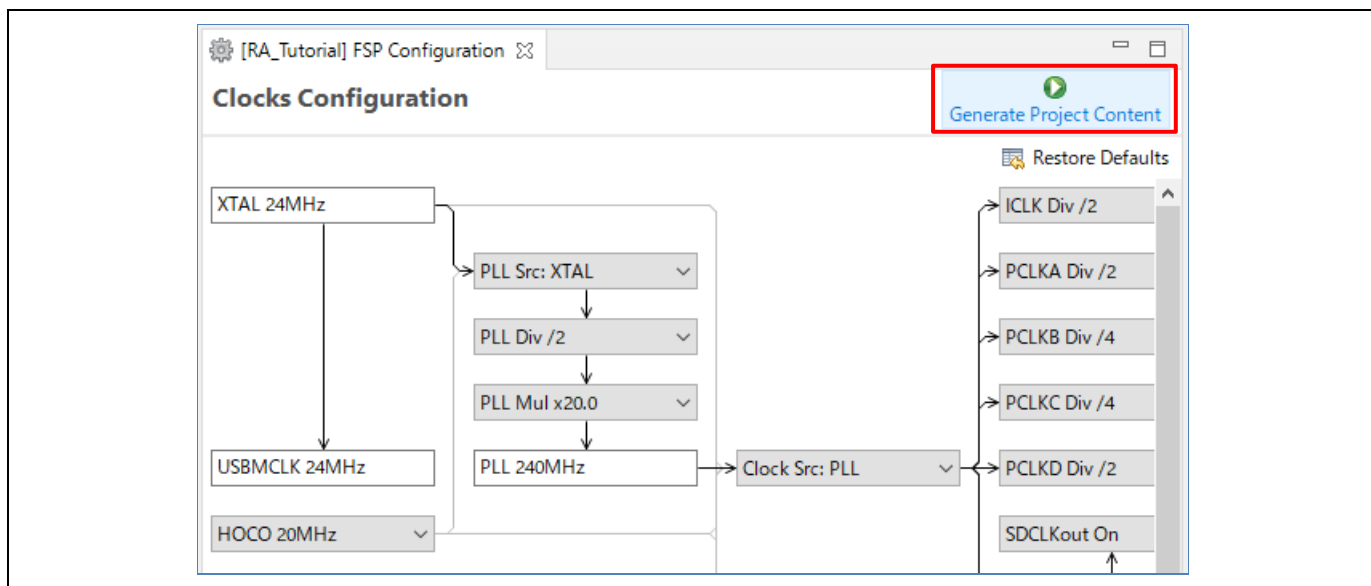 [RA_Tutorial] FSP Configuration
Clocks Configuration
Generate Project Content
Restore Defaults
XTAL 24MHz
ICLK Div /2
PLL Src: XTAL
PCLKA Div /2
PLL Div /2
PCLKB Div /4
PLL Mul x20.0
PCLKC Div /4
USBMCLK 24MHz
PLL 240MHz
Clock Src: PLL
PCLKD Div /2
HOCO 20MHz
SDCLKout On